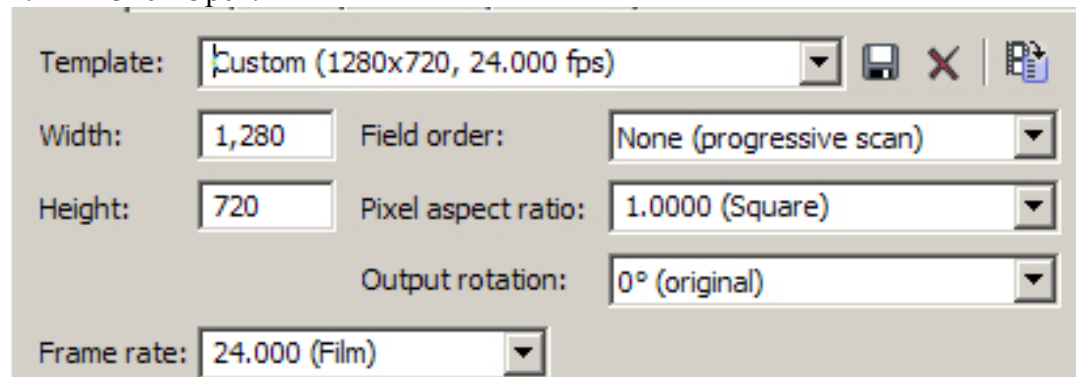 Template: Custom (1280x720, 24.000 fps)
Width: 1,280 Field order: None (progressive scan)
Height: 720 Pixel aspect ratio: 1.0000 (Square)
Output rotation: 0° (original)
Frame rate: 24.000 (Film)